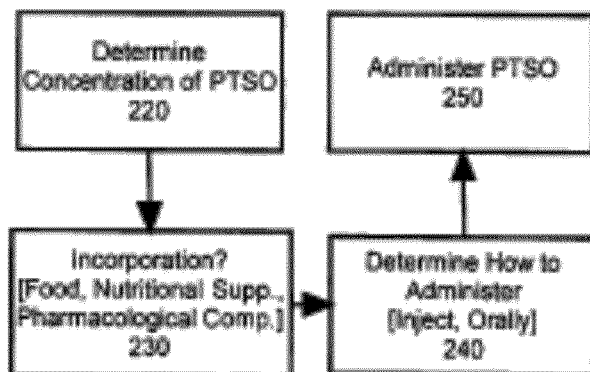 Determine
Concentration of PTSO
220
Incorporation?
[Food, Nutritional Supp.,
Pharmacological Comp.]
230
Determine How to
Administer
[Inject, Orally]
240
Administer PTSO
250